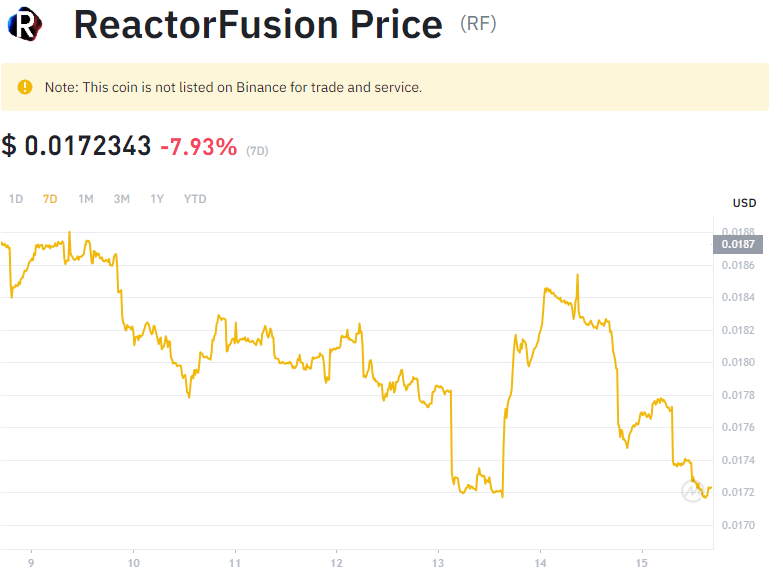 R
ReactorFusion Price (RF)
Note: This coin is not listed on Binance for trade and service.
$ 0.0172343 -7.93% (7D)
1D 7D 1M 3M 1Y YTD
USD
0.0188
0.0187
0.0186
0.0184
0.0182
0.0180
0.0178
0.0176
0.0174
0.0172
0.0170
9 10 11 12 13 14 15